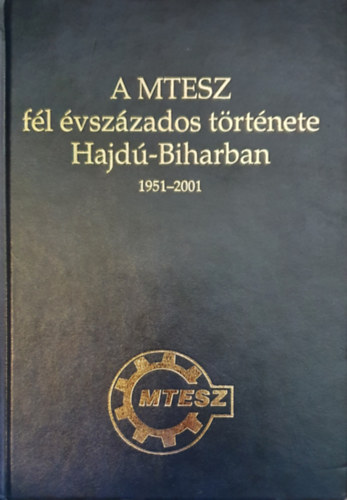 A MTESZ
fél évszázados története
Hajdú-Biharban
1951–2001
MTESZ